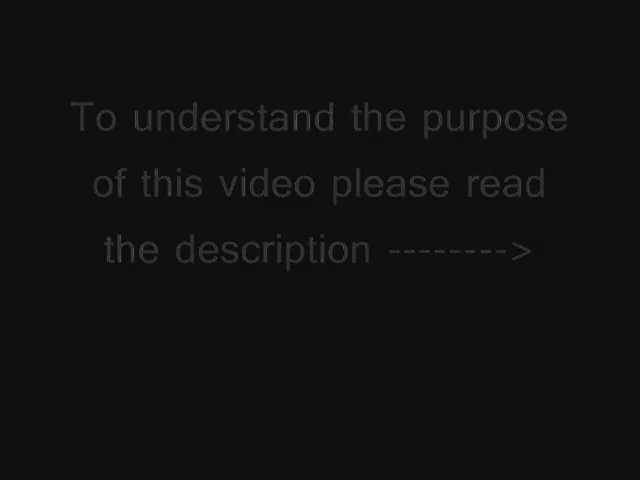 To understand the purpose
of this video please read
the description -------->